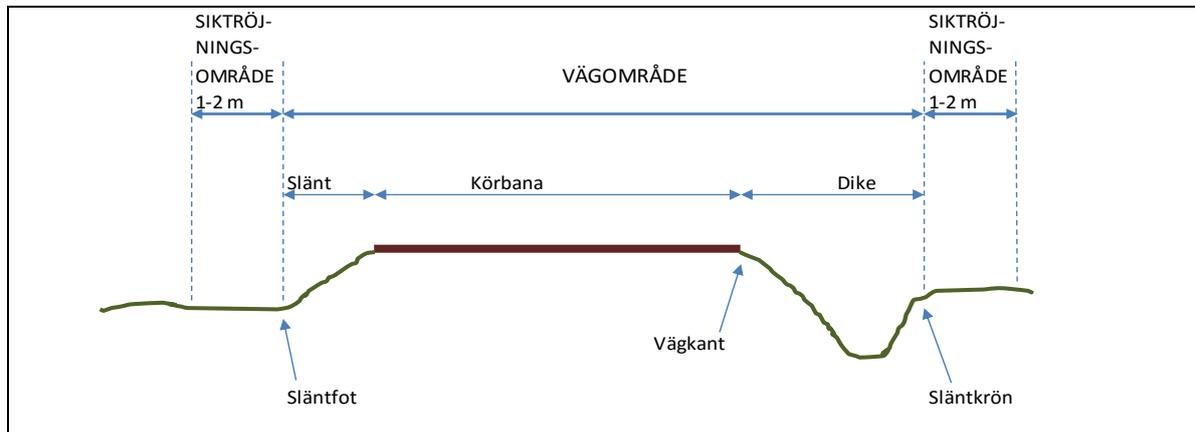 SIKTRÖJ-
NINGS-
OMRÅDE
1-2 m
VÄGOMRÅDE
SIKTRÖJ-
NINGS-
OMRÅDE
1-2 m
Slänt
Körbana
Dike
Vägkant
Släntfot
Släntkrön